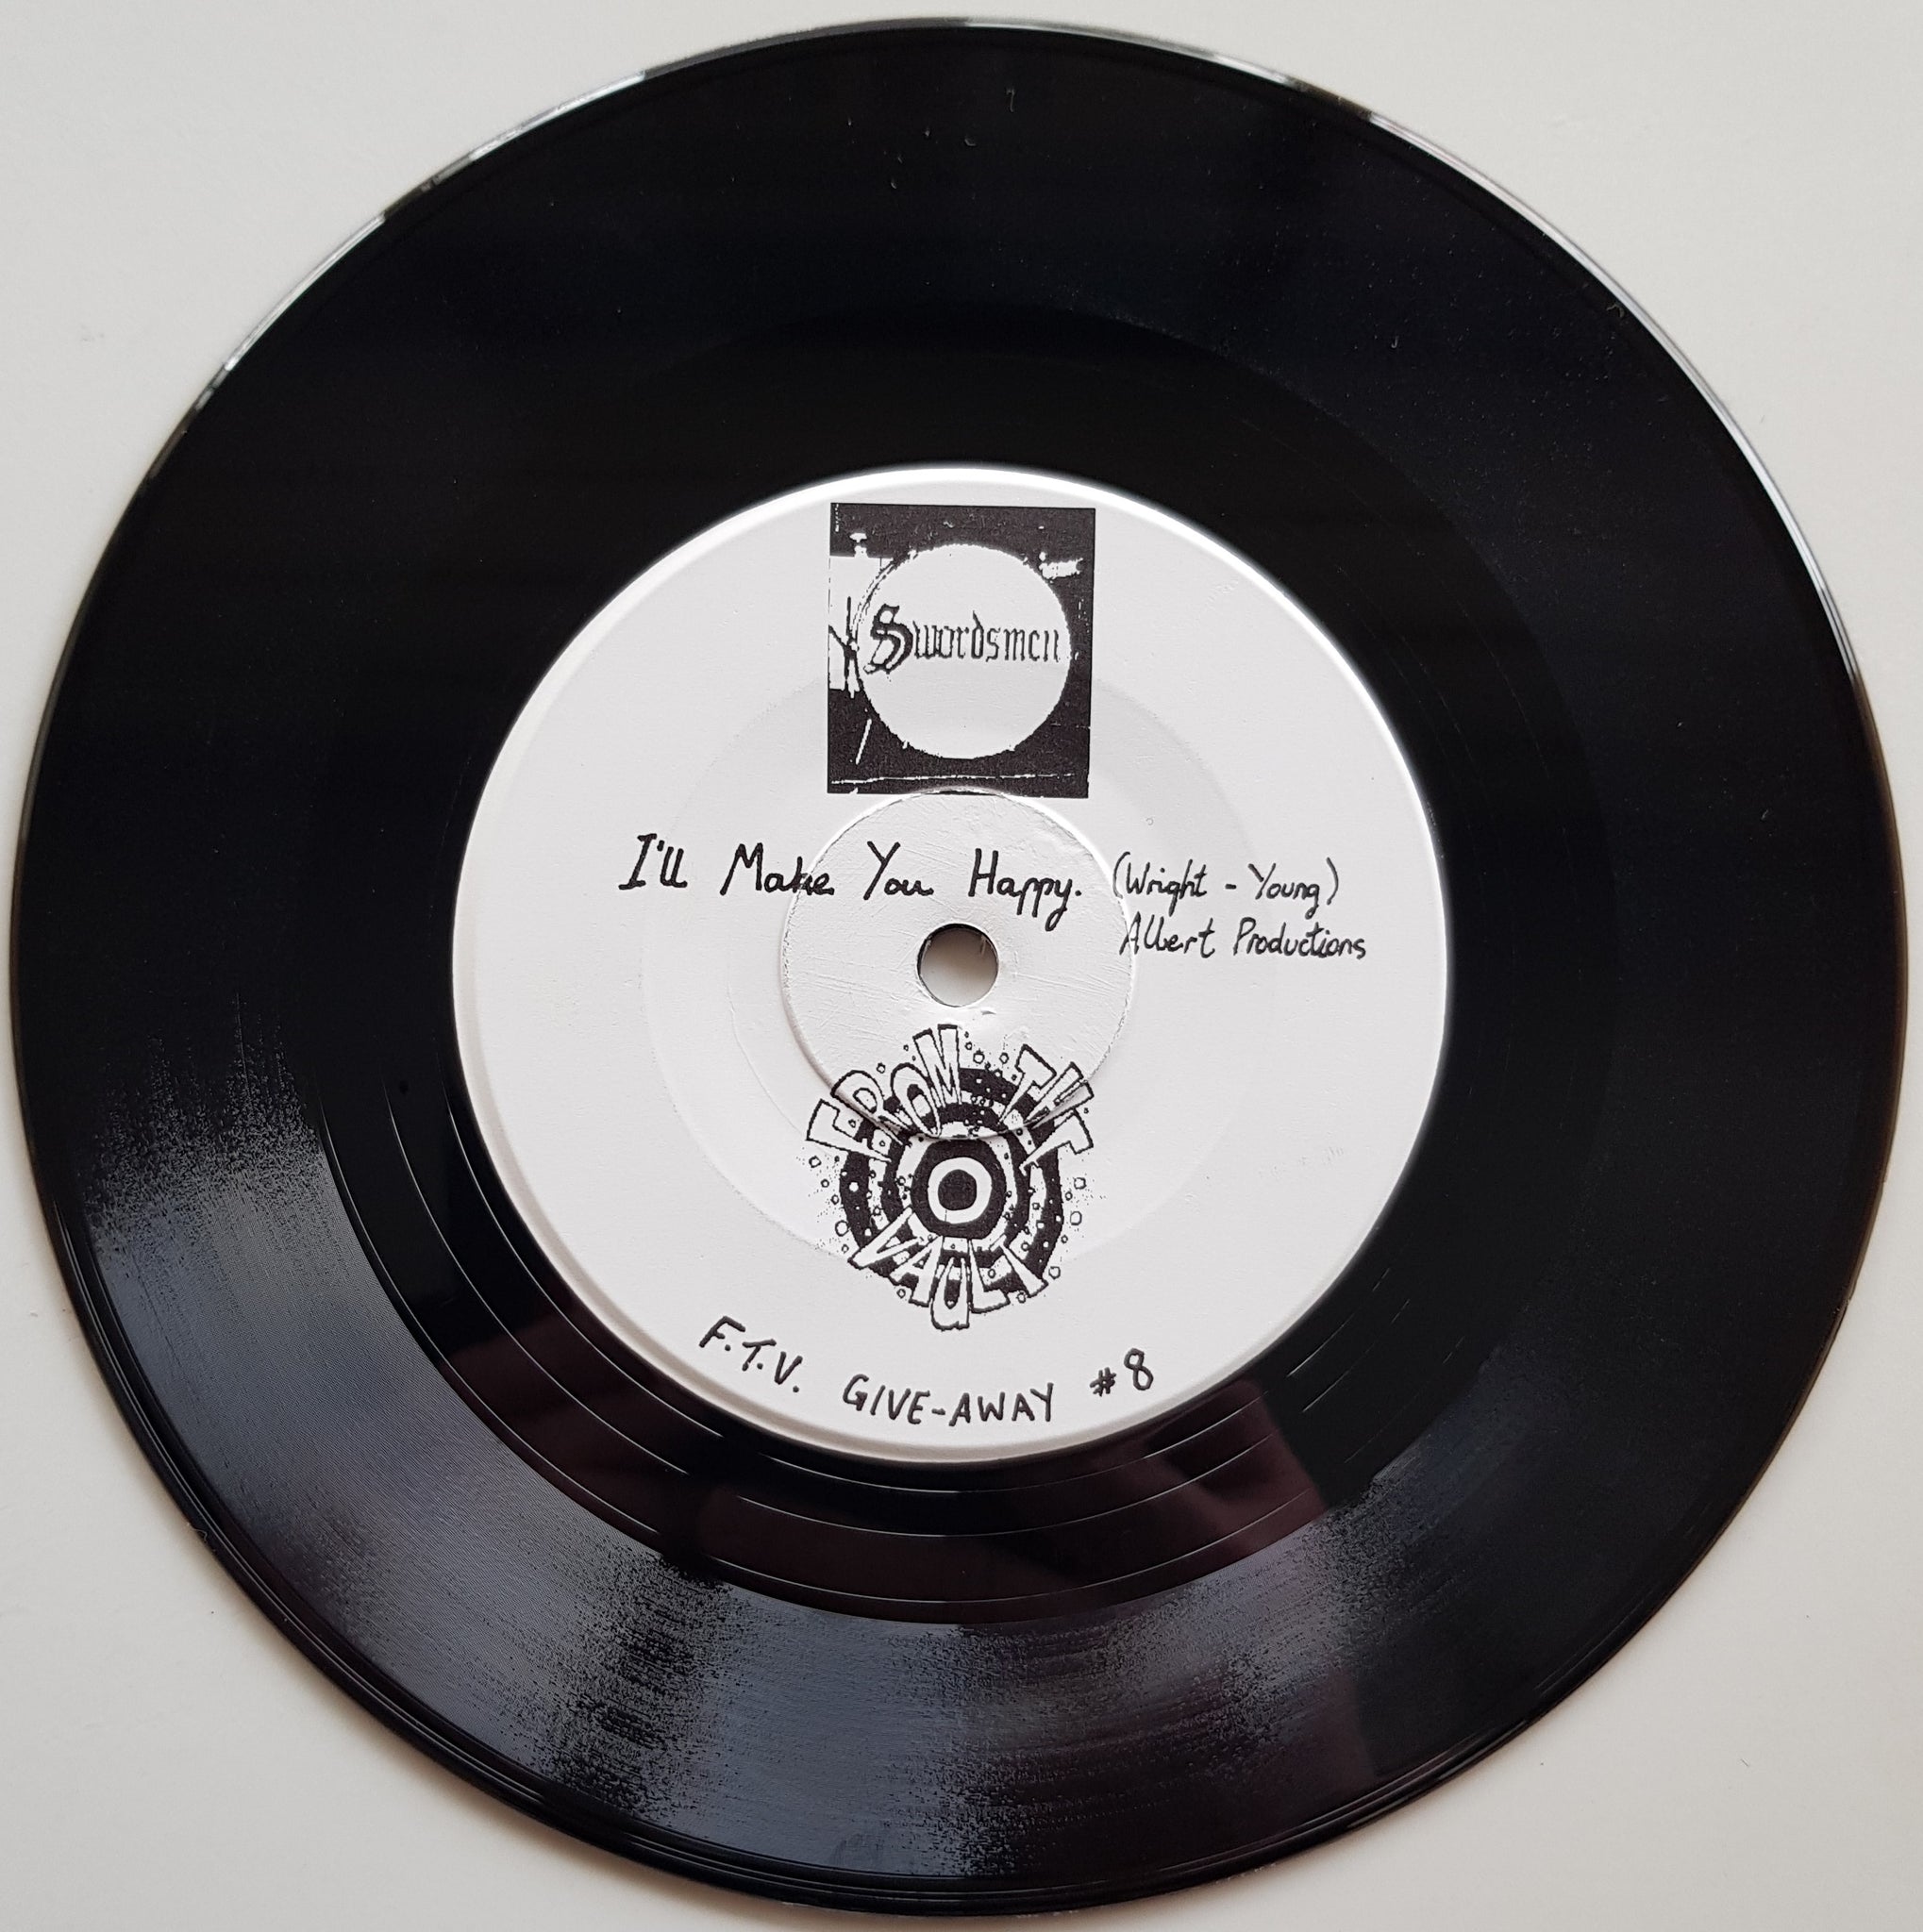 Swordsmen
I'll Make You Happy. (Wright - Young)
Albert Productions
FROM THE
VAULT
F.T.V. GIVE-AWAY #8